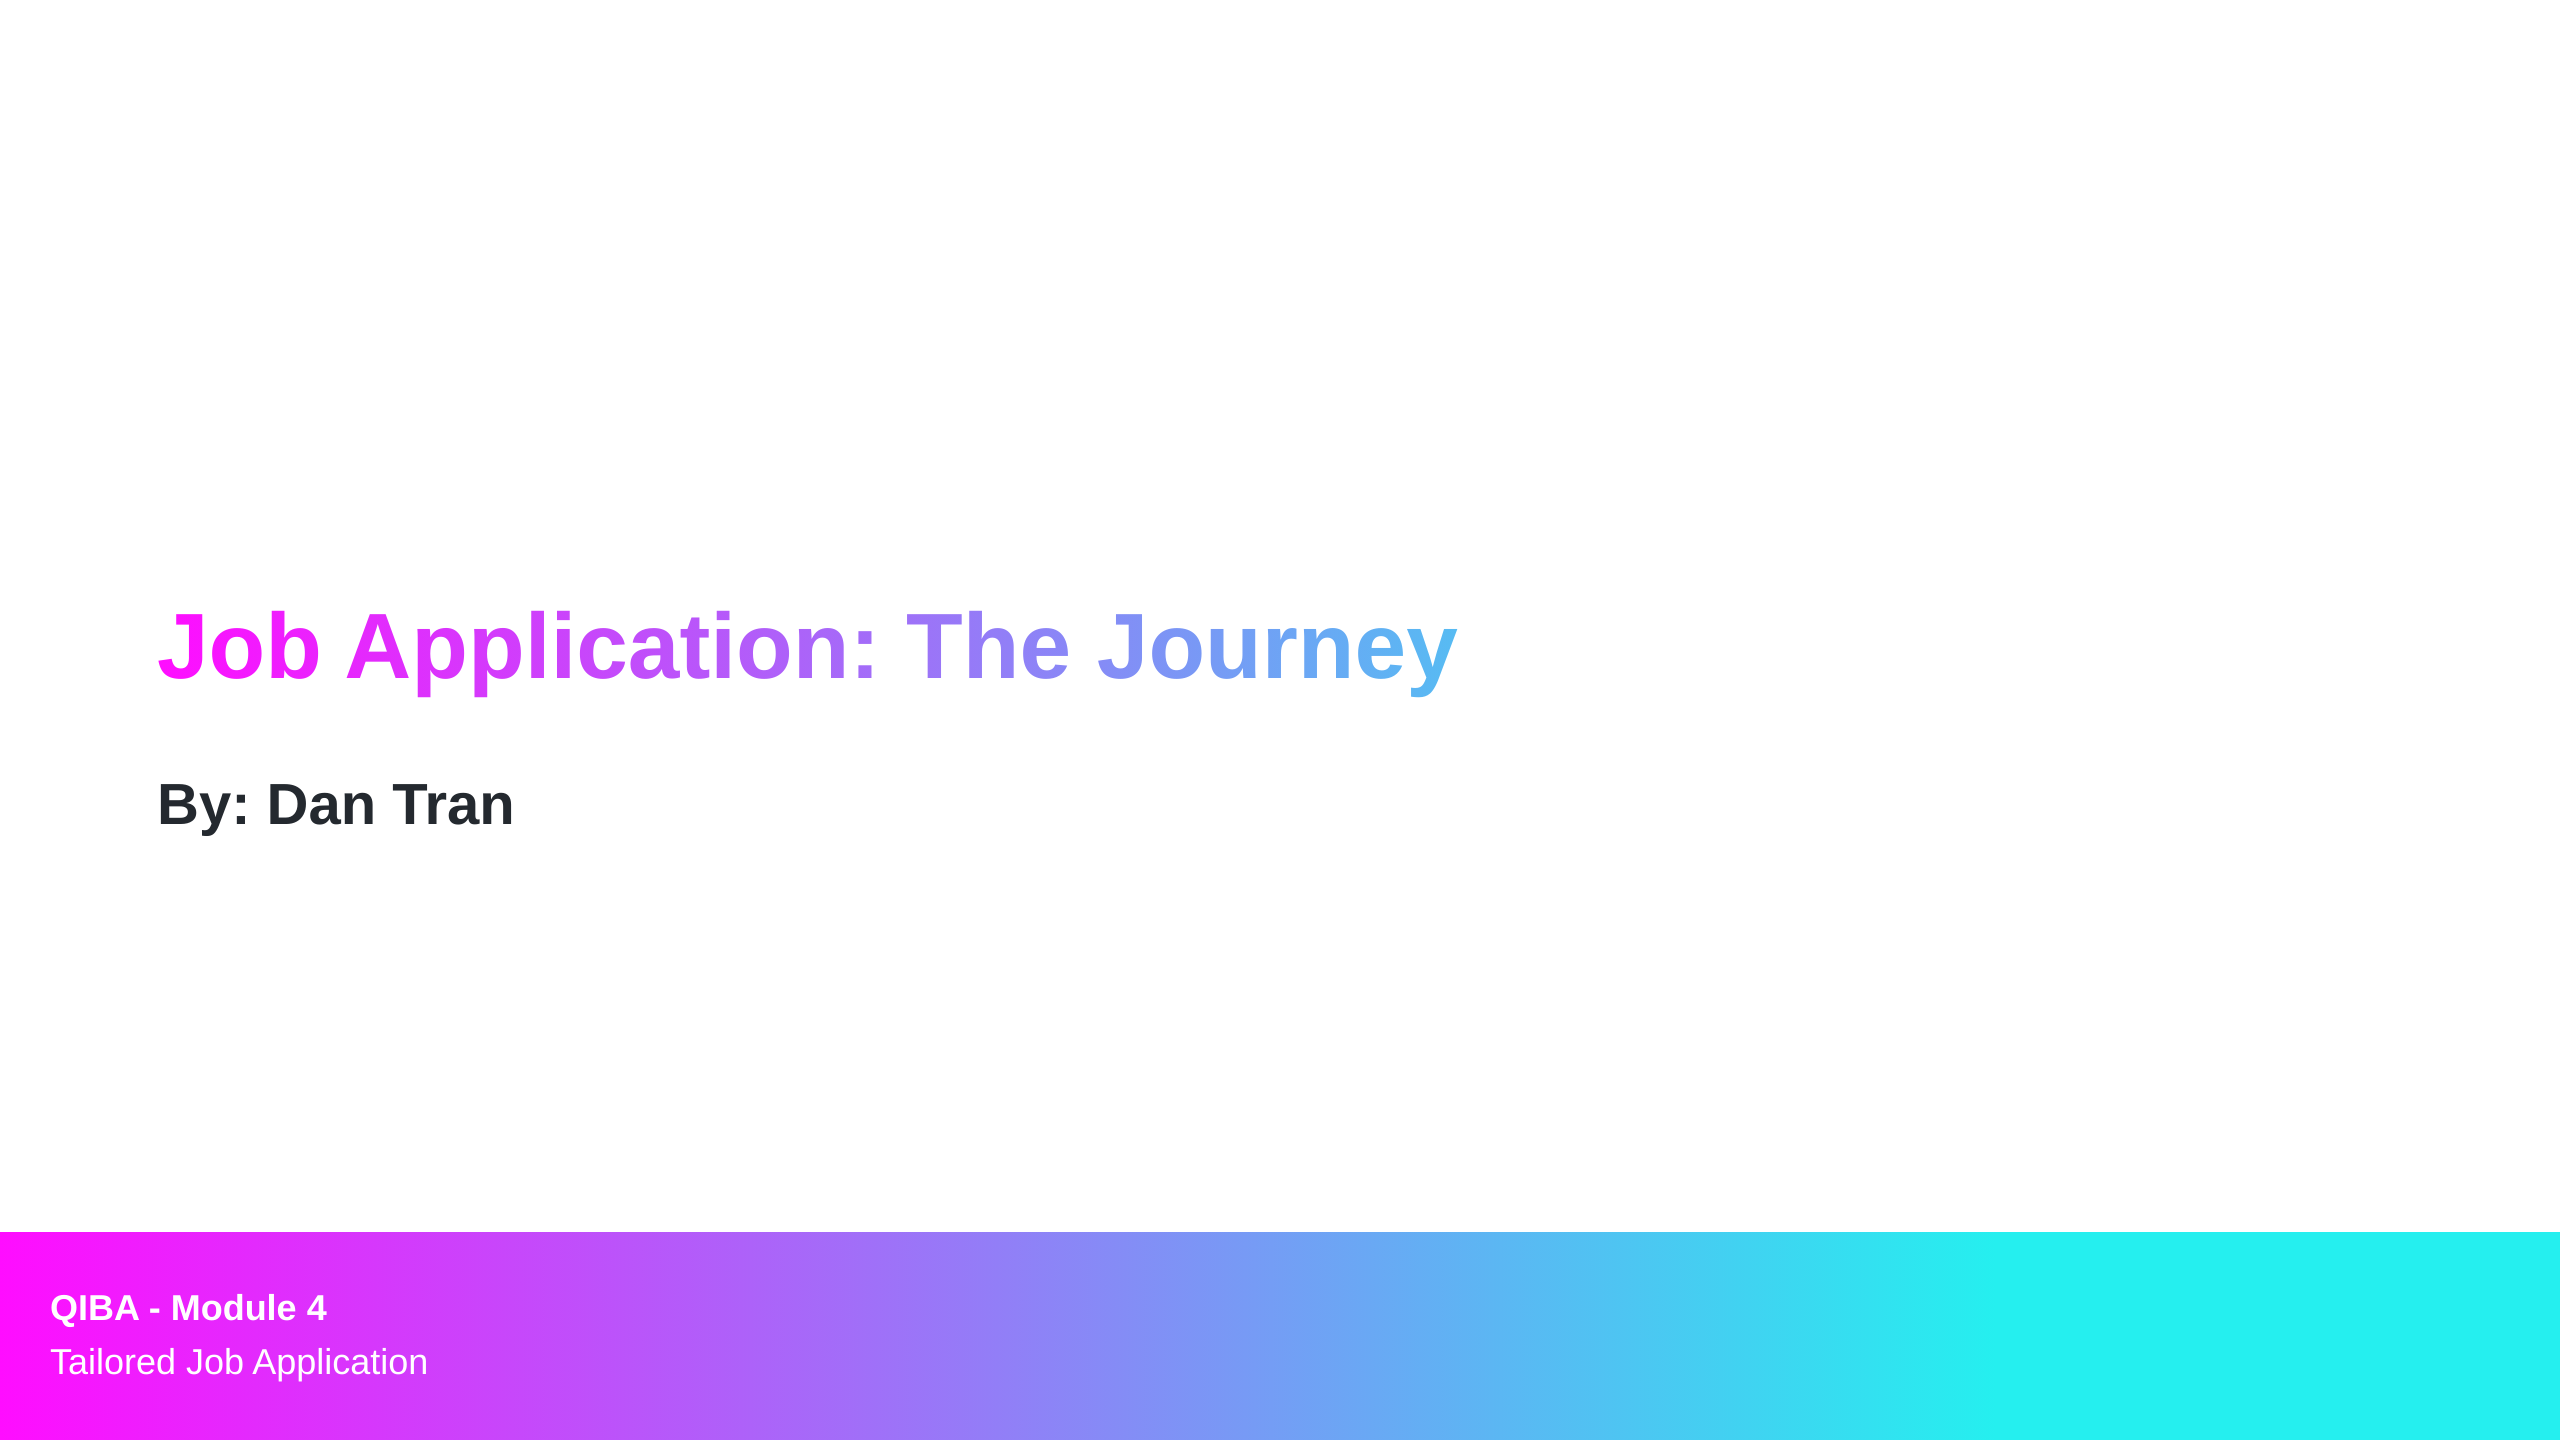 Job Application: The Journey
By: Dan Tran
QIBA - Module 4
Tailored Job Application